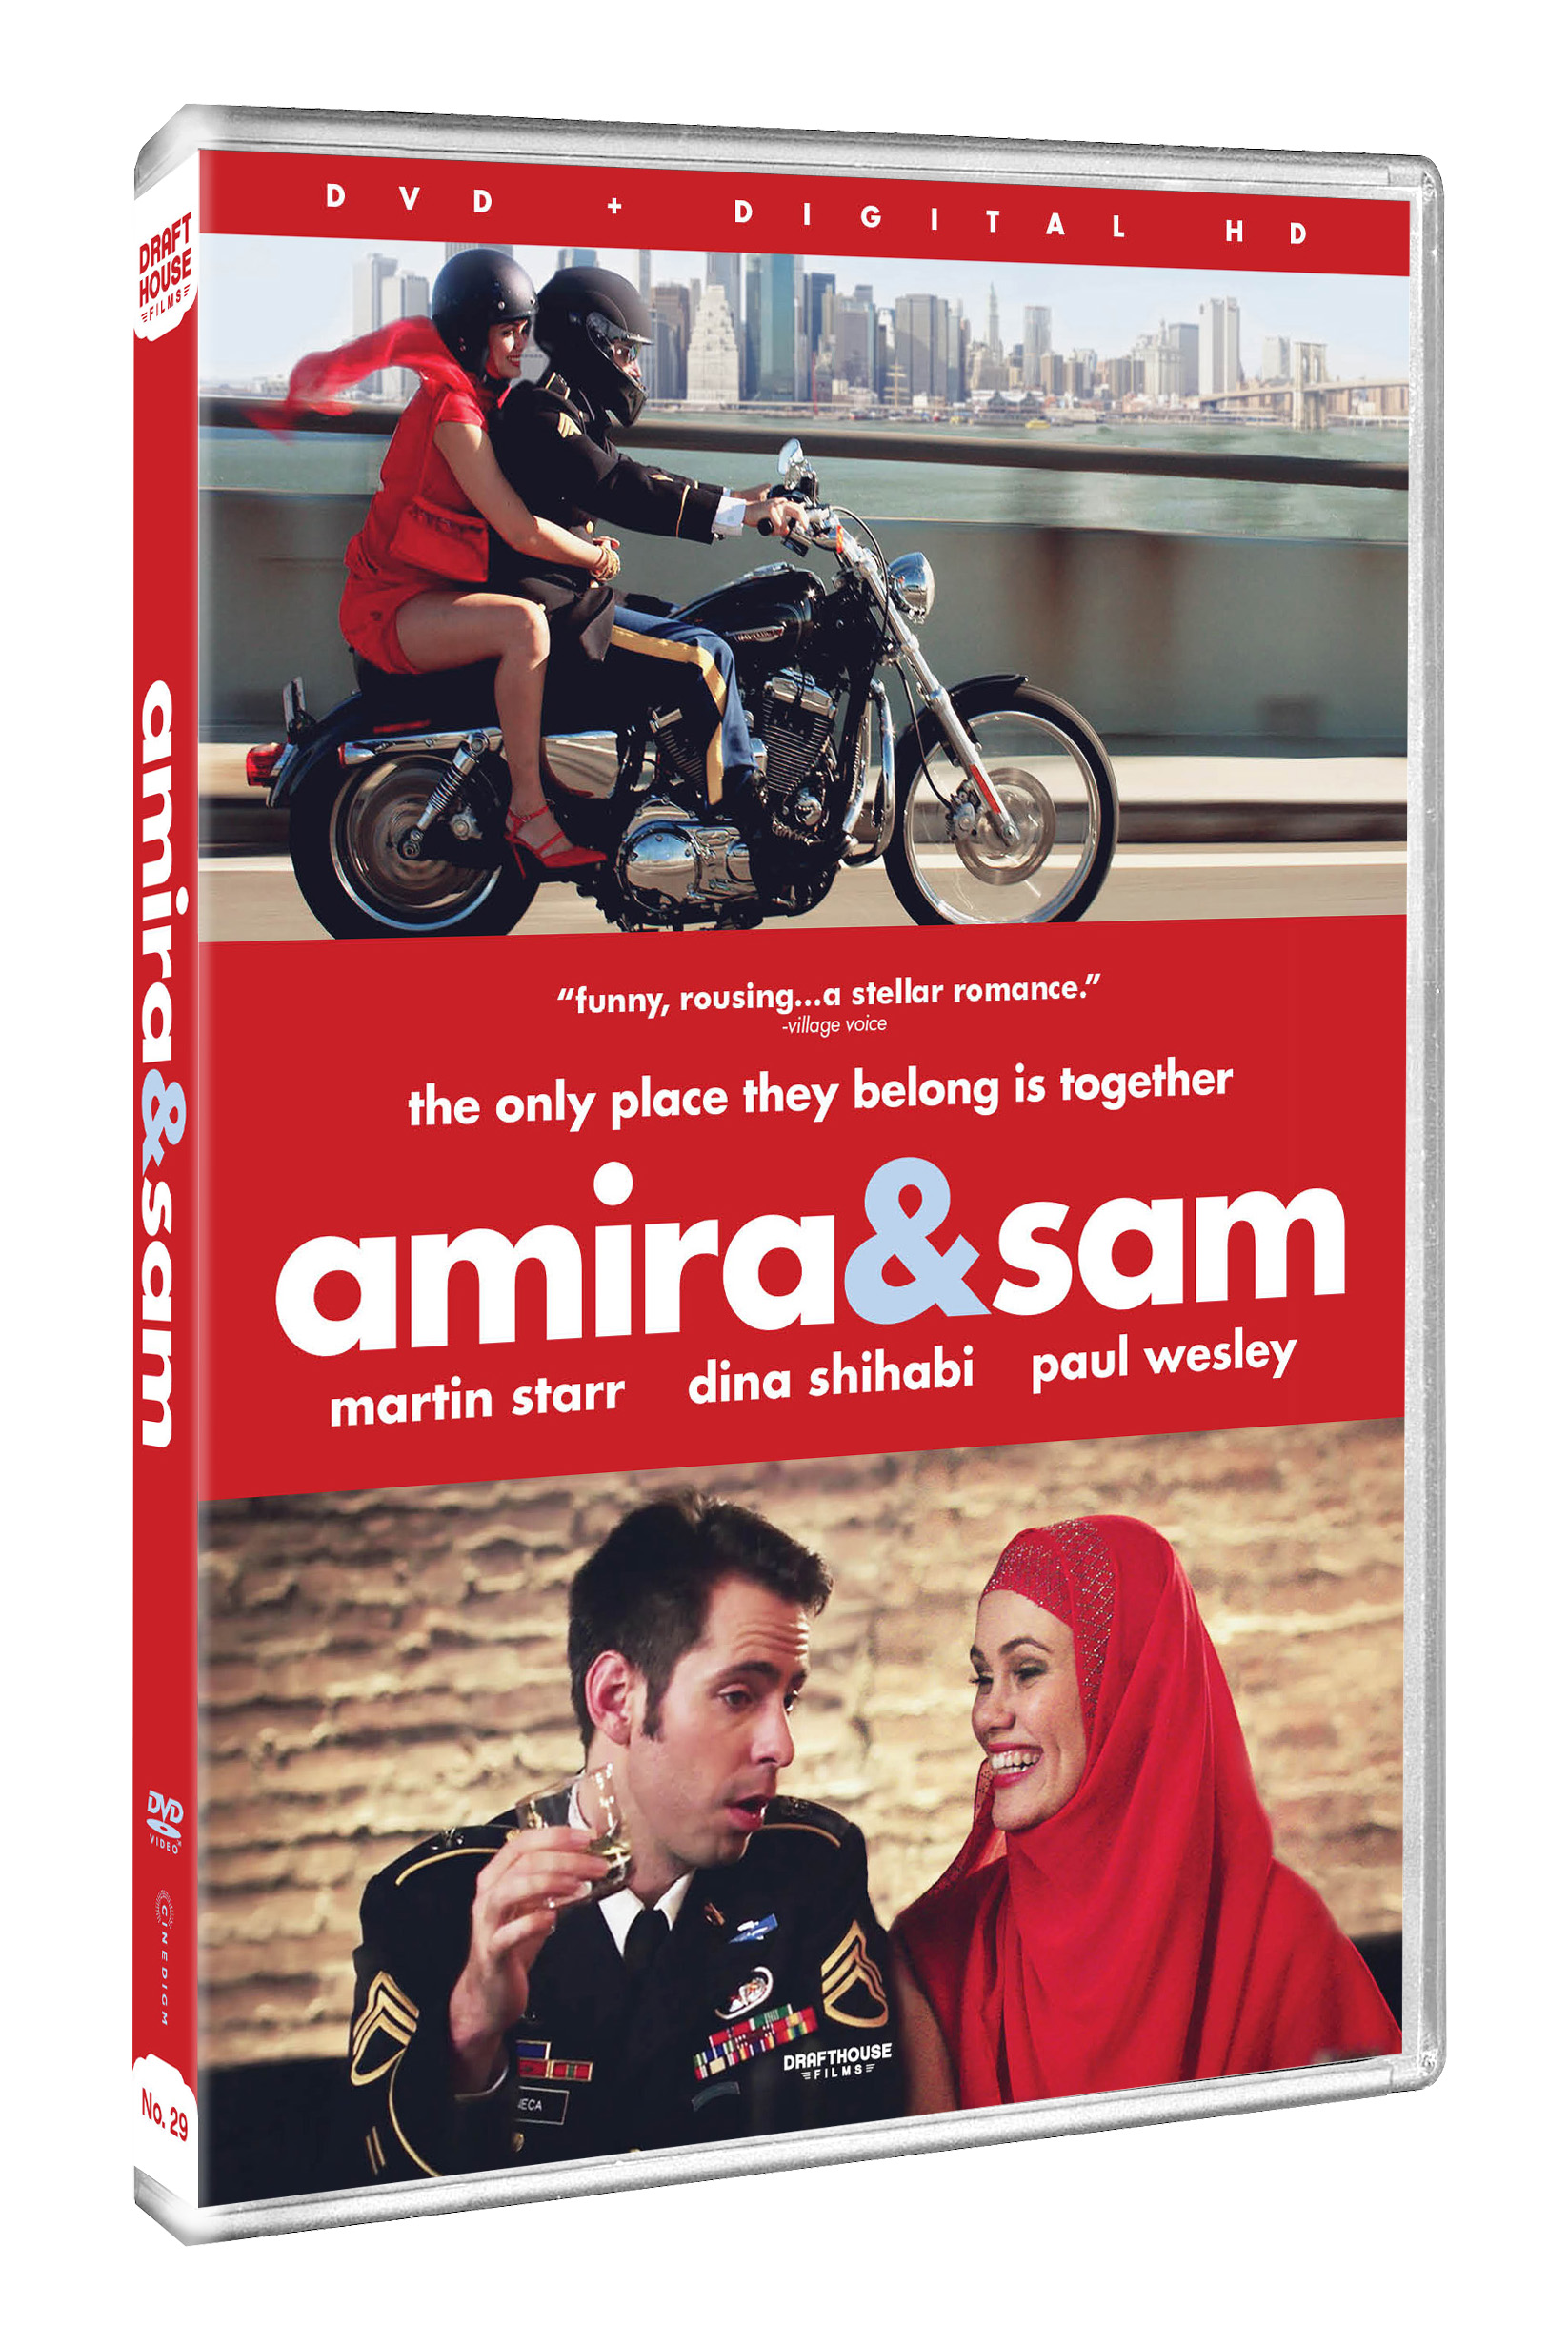 DVD + DIGITAL HD
DRAFT
HOUSE
FILMS
amira&sam
DVD
VIDEO
CINEDIGM
No. 29
"funny, rousing...a stellar romance."
-village voice
the only place they belong is together
amira&sam
martin starr dina shihabi paul wesley
DRAFTHOUSE
FILMS